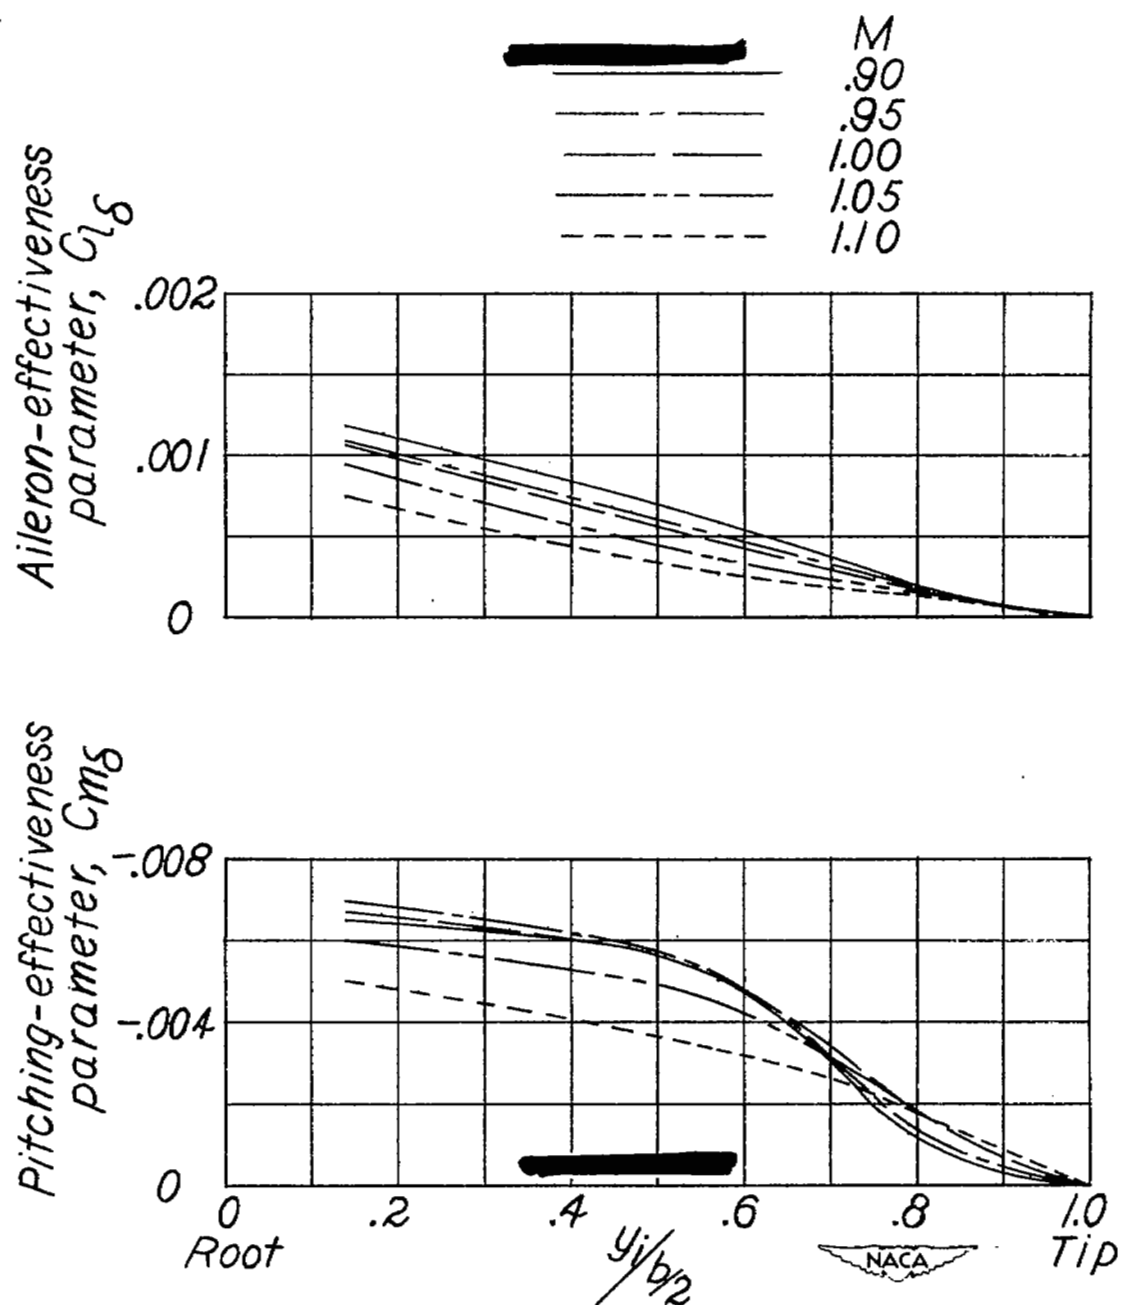 M
.90
.95
1.00
1.05
1.10
Aileron-effectiveness
parameter, Clδ
.002
.001
0
Pitching-effectiveness
parameter, Cmδ
-.008
-.004
0
0 .2 .4 .6 .8 1.0
Root yi/b/2 Tip
NACA